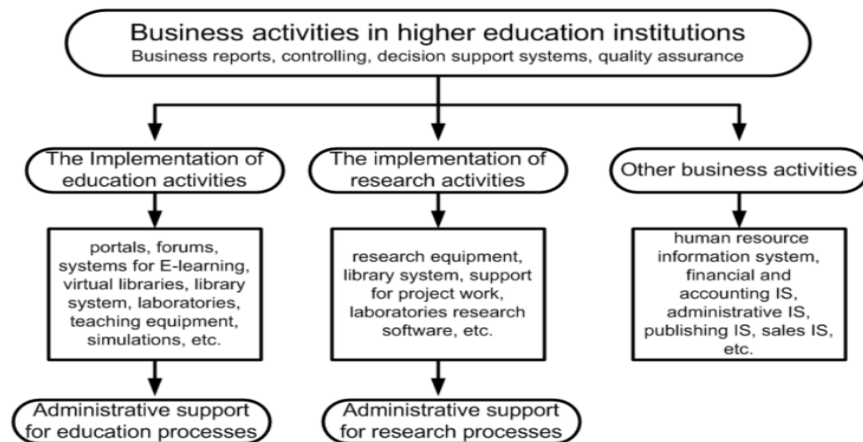 Business activities in higher education institutions
Business reports, controlling, decision support systems, quality assurance
The Implementation of
education activities
The implementation of
research activities
Other business activities
portals, forums,
systems for E-learning,
virtual libraries, library
system, laboratories,
teaching equipment,
simulations, etc.
research equipment,
library system, support
for project work,
laboratories research
software, etc.
human resource
information system,
financial and
accounting IS,
administrative IS,
publishing IS, sales IS,
etc.
Administrative support
for education processes
Administrative support
for research processes